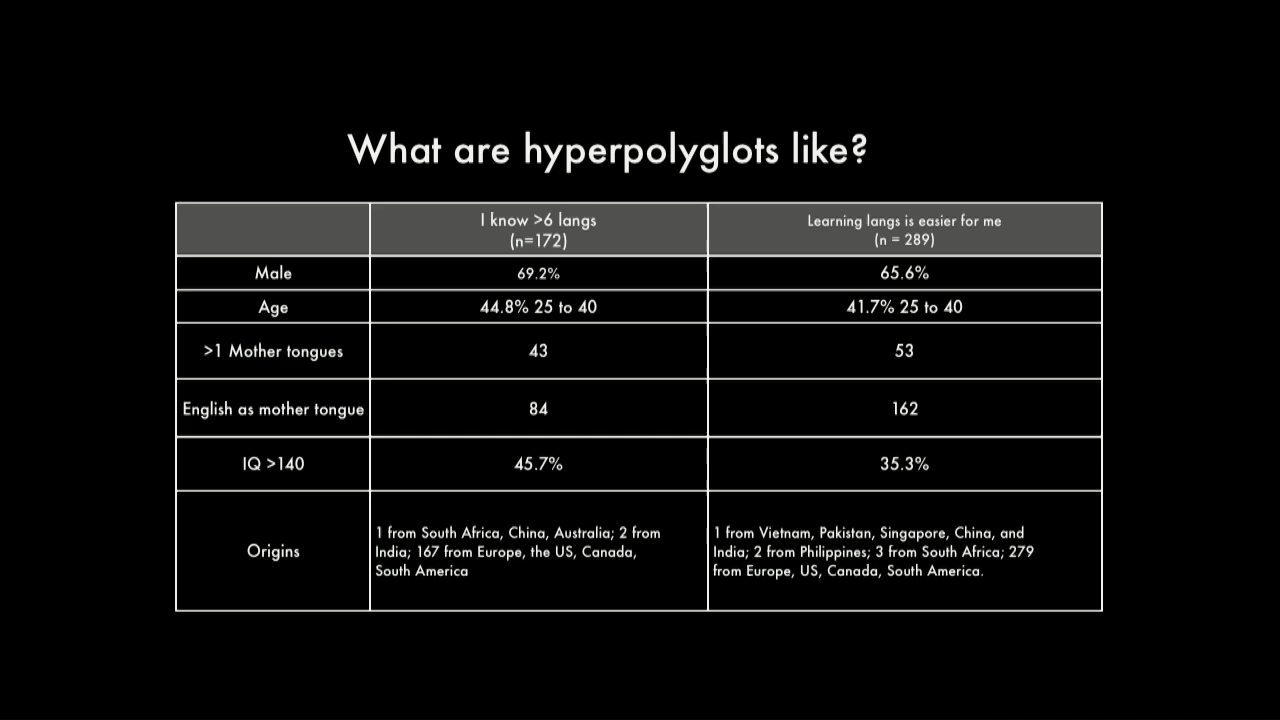 What are hyperpolyglots like?
I know >6 langs
(n=172)
Learning langs is easier for me
(n = 289)
Male
69.2%
65.6%
Age
44.8% 25 to 40
41.7% 25 to 40
>1 Mother tongues
43
53
English as mother tongue
84
162
IQ >140
45.7%
35.3%
Origins
1 from South Africa, China, Australia; 2 from
India; 167 from Europe, the US, Canada,
South America
1 from Vietnam, Pakistan, Singapore, China, and
India; 2 from Philippines; 3 from South Africa; 279
from Europe, US, Canada, South America.